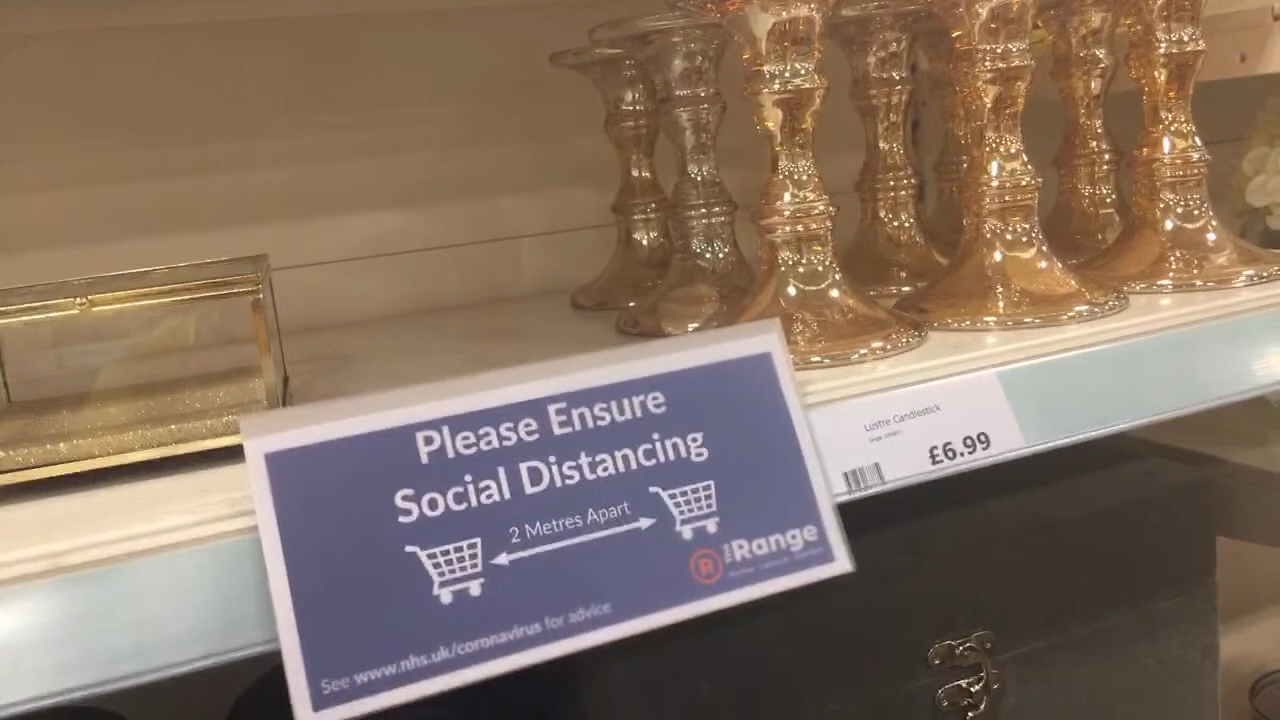 Please Ensure
Social Distancing
2 Metres Apart
The Range
See www.nhs.uk/coronavirus for advice
Lustre Candlestick
£6.99